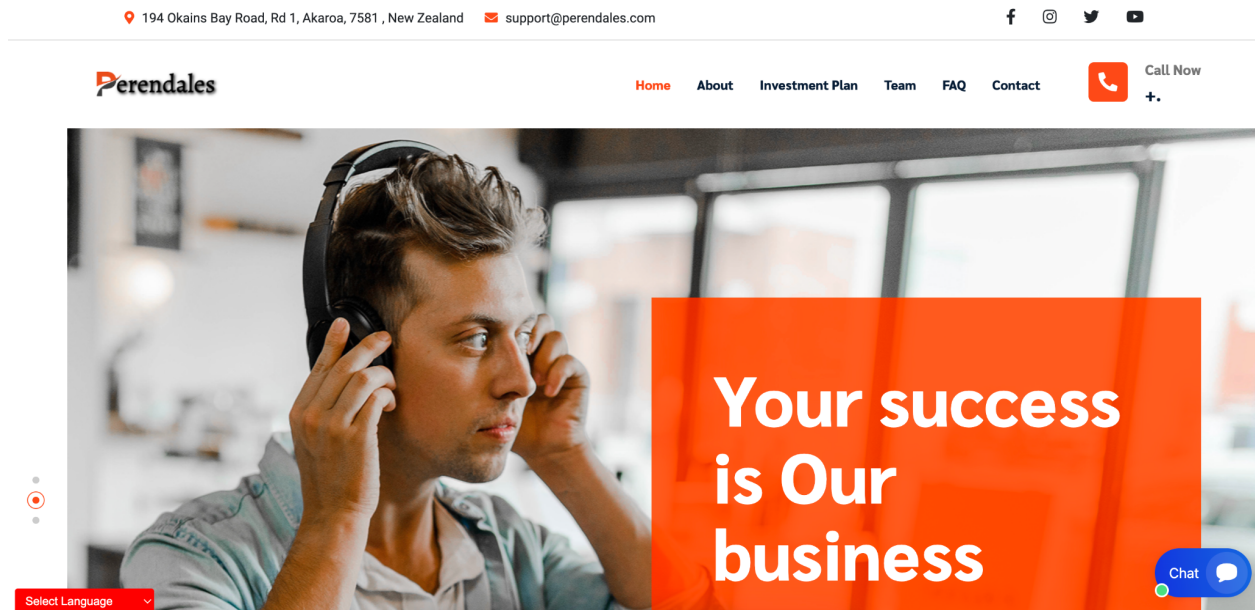 194 Okains Bay Road, Rd 1, Akaroa, 7581 , New Zealand support@perendales.com
Perendales
Home About Investment Plan Team FAQ Contact
Call Now
+.
Your success
is Our
business
Chat
Select Language